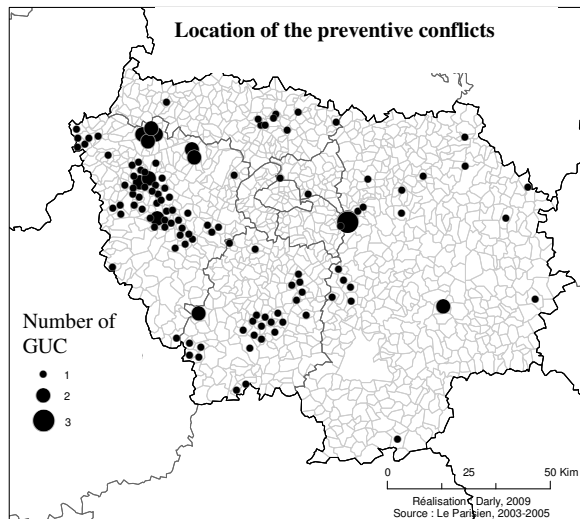 Location of the preventive conflicts
Number of
GUC
1
2
3
0 25 50 Km
Réalisation : Darly, 2009
Source : Le Parisien, 2003-2005